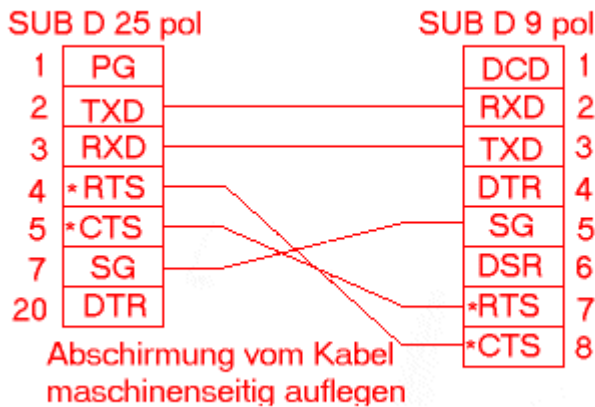 SUB D 25 pol SUB D 9 pol
1 PG DCD 1
2 TXD RXD 2
3 RXD TXD 3
4 *RTS DTR 4
5 *CTS SG 5
7 SG DSR 6
20 DTR *RTS 7
*CTS 8
Abschirmung vom Kabel
maschinenseitig auflegen